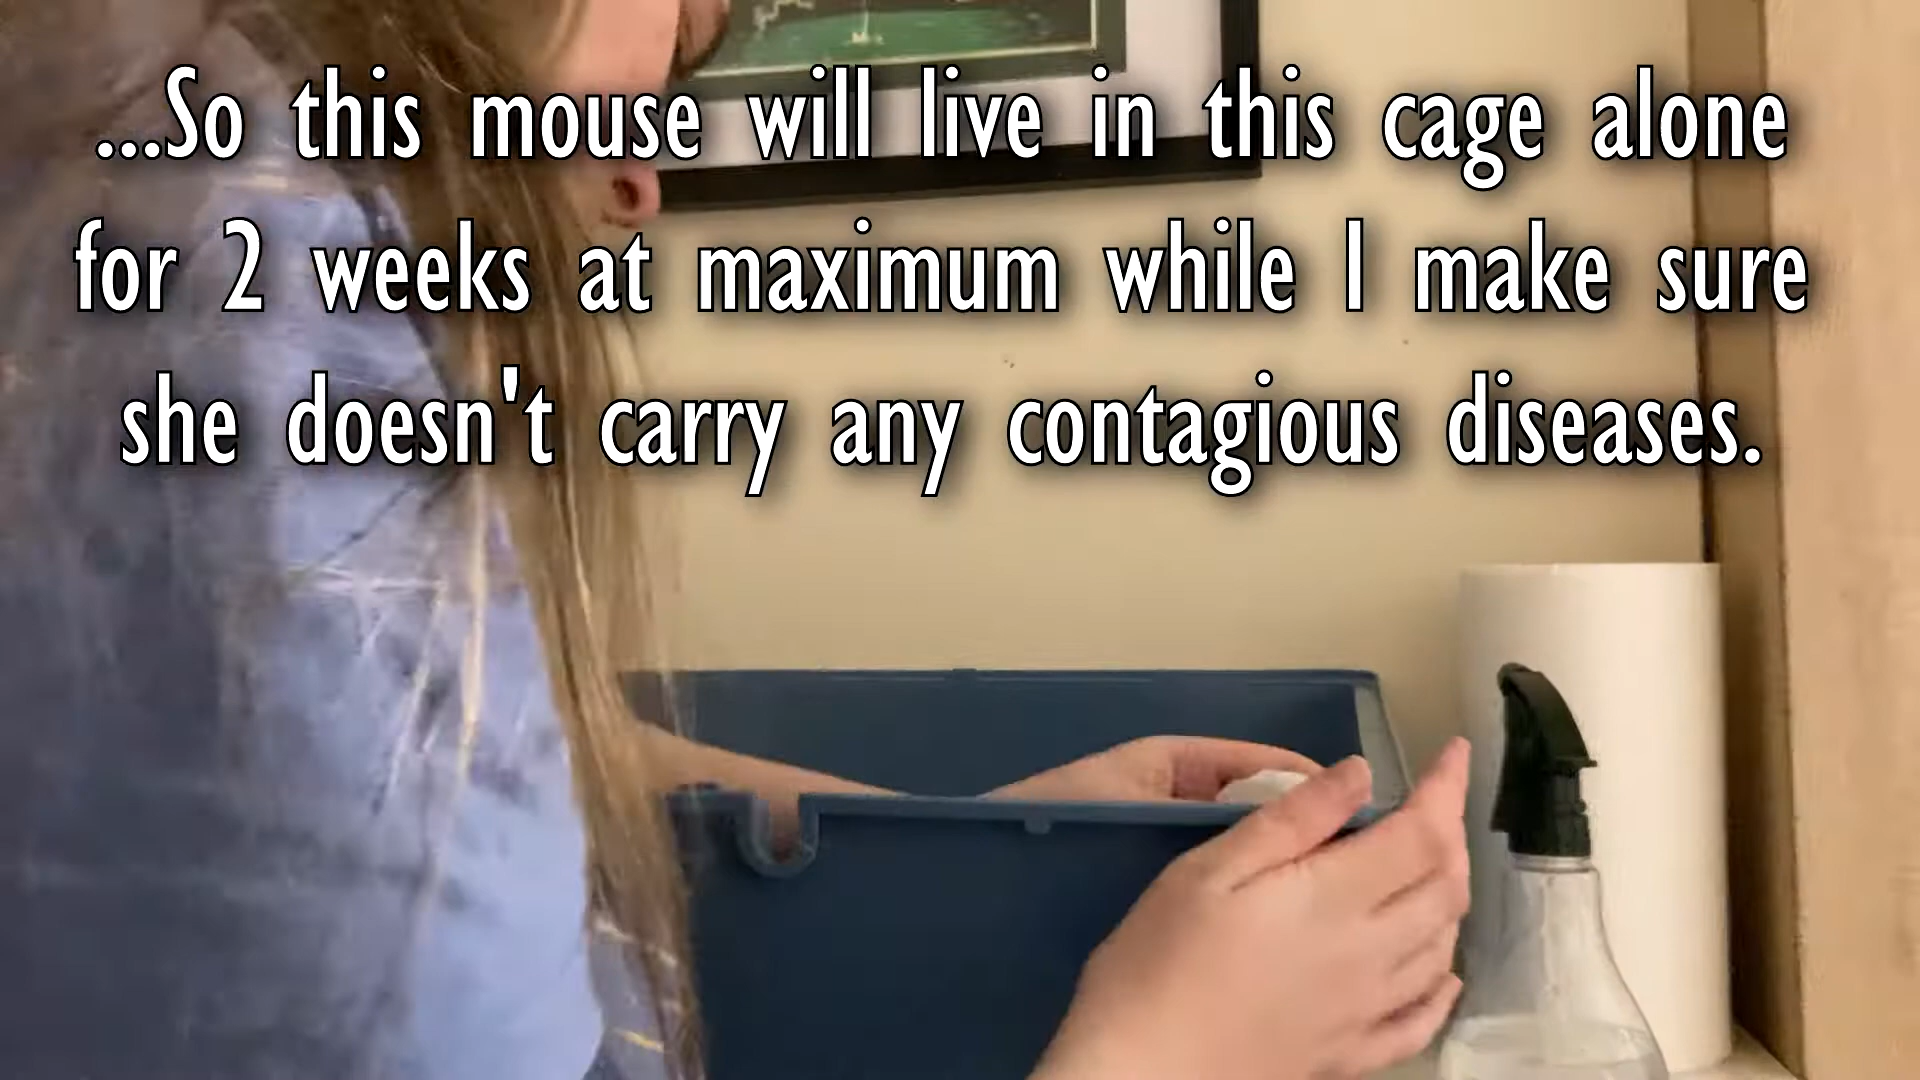 ...So this mouse will live in this cage alone
for 2 weeks at maximum while I make sure
she doesn't carry any contagious diseases.